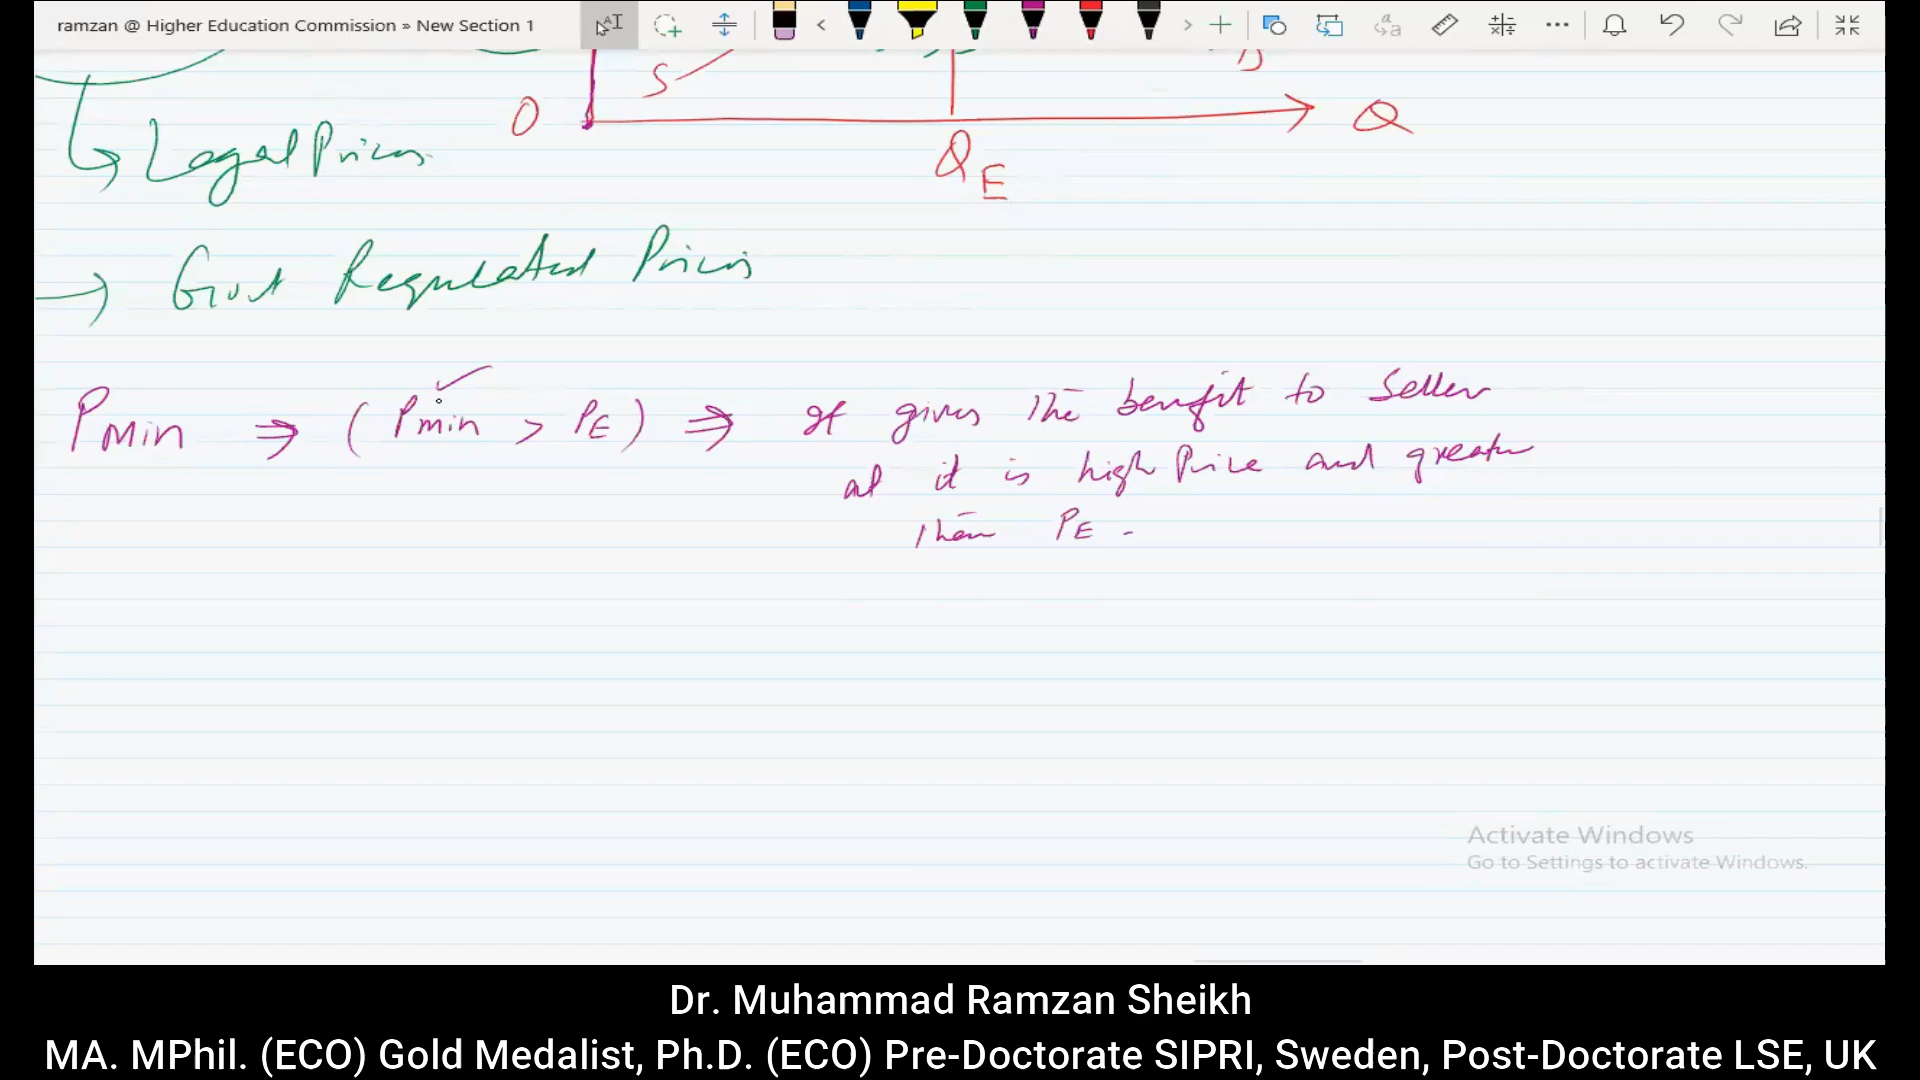 ramzan @ Higher Education Commission » New Section 1
S
D
O
Q
Legal Prices
QE
→ Govt Regulated Prices
PMin ⇒ (Pmin > PE) ⇒ It gives the benefit to Seller
as it is high Price and greater
than PE.
Activate Windows
Go to Settings to activate Windows.
Dr. Muhammad Ramzan Sheikh
MA. MPhil. (ECO) Gold Medalist, Ph.D. (ECO) Pre-Doctorate SIPRI, Sweden, Post-Doctorate LSE, UK